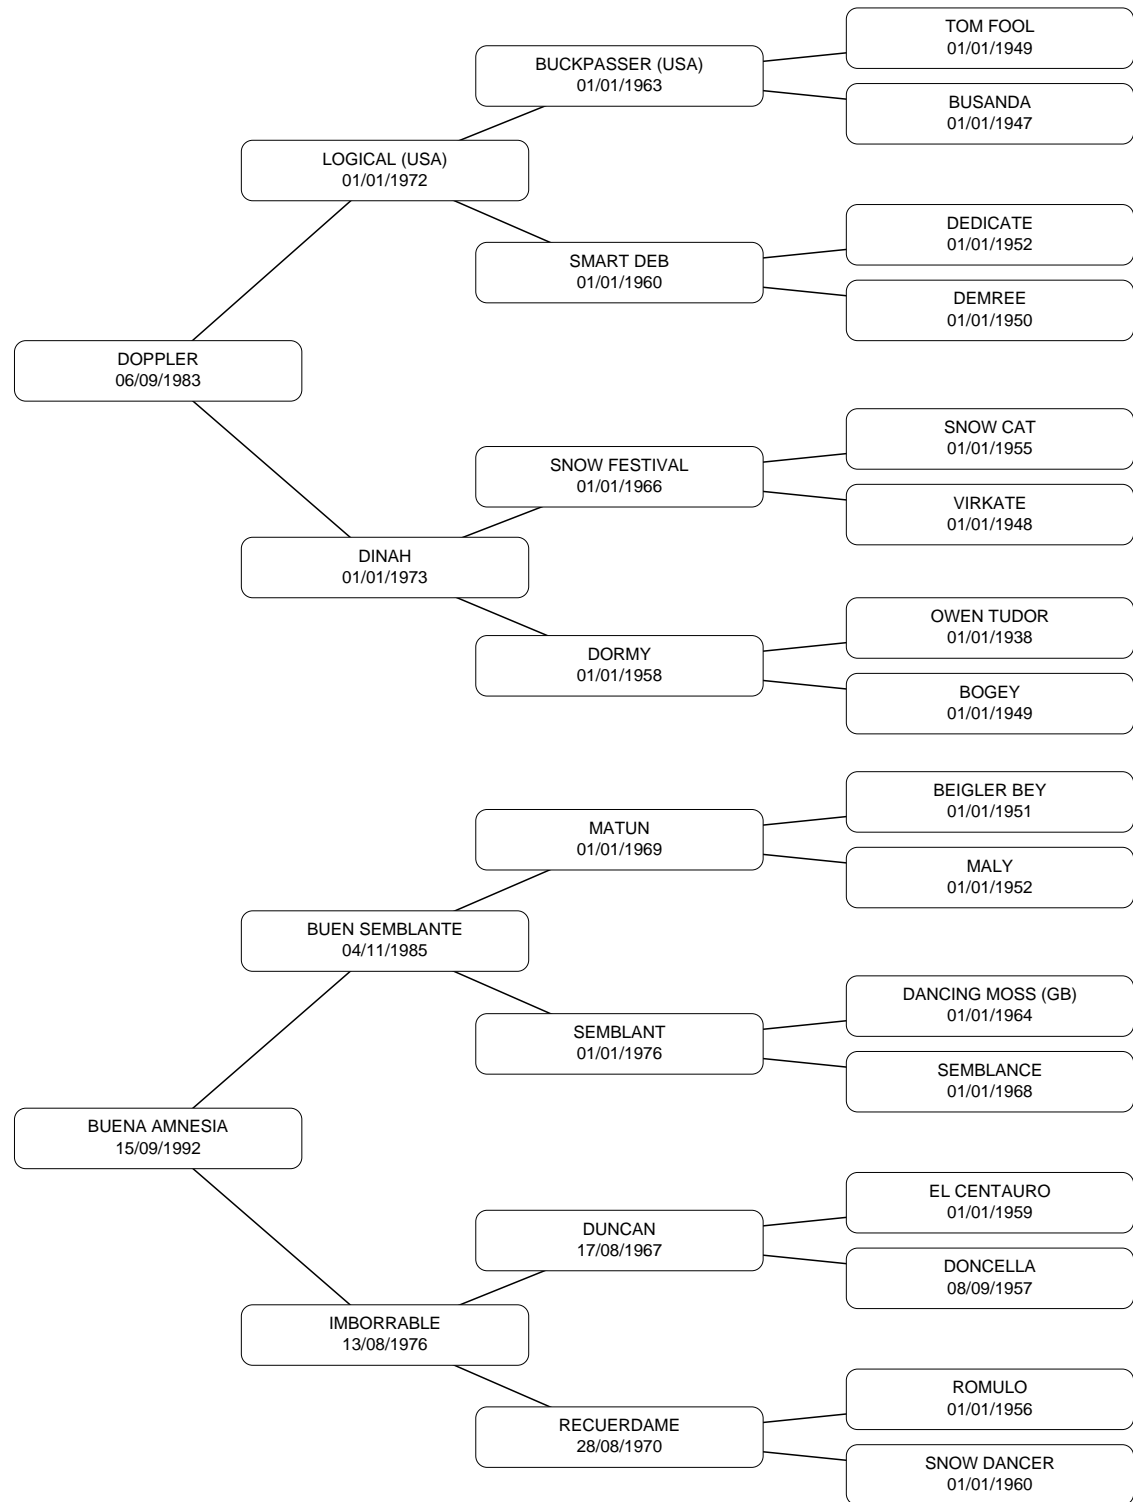 TOM FOOL
01/01/1949
BUCKPASSER (USA)
01/01/1963
BUSANDA
01/01/1947
LOGICAL (USA)
01/01/1972
DEDICATE
01/01/1952
SMART DEB
01/01/1960
DEMREE
01/01/1950
DOPPLER
06/09/1983
SNOW CAT
01/01/1955
SNOW FESTIVAL
01/01/1966
VIRKATE
01/01/1948
DINAH
01/01/1973
OWEN TUDOR
01/01/1938
DORMY
01/01/1958
BOGEY
01/01/1949
BEIGLER BEY
01/01/1951
MATUN
01/01/1969
MALY
01/01/1952
BUEN SEMBLANTE
04/11/1985
DANCING MOSS (GB)
01/01/1964
SEMBLANT
01/01/1976
SEMBLANCE
01/01/1968
BUENA AMNESIA
15/09/1992
EL CENTAURO
01/01/1959
DUNCAN
17/08/1967
DONCELLA
08/09/1957
IMBORRABLE
13/08/1976
ROMULO
01/01/1956
RECUERDAME
28/08/1970
SNOW DANCER
01/01/1960